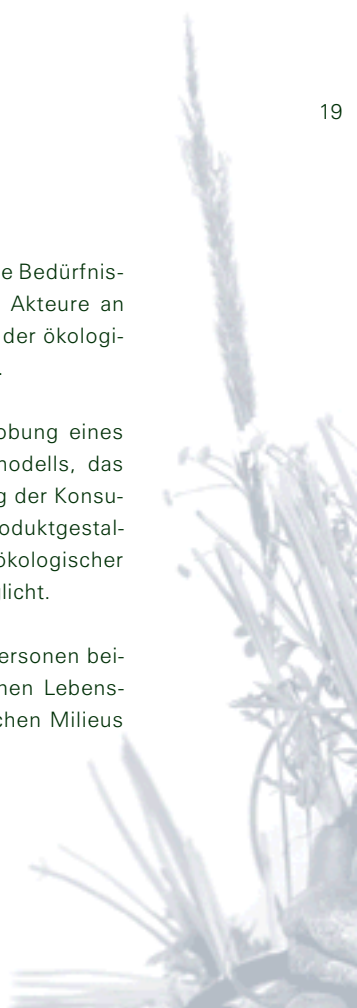 19
e Bedürfnis-
Akteure an
der ökologi-
.
obung eines
nodells, das
g der Konsu-
oduktgestal-
ökologischer
licht.
ersonen bei-
nen Lebens-
chen Milieus